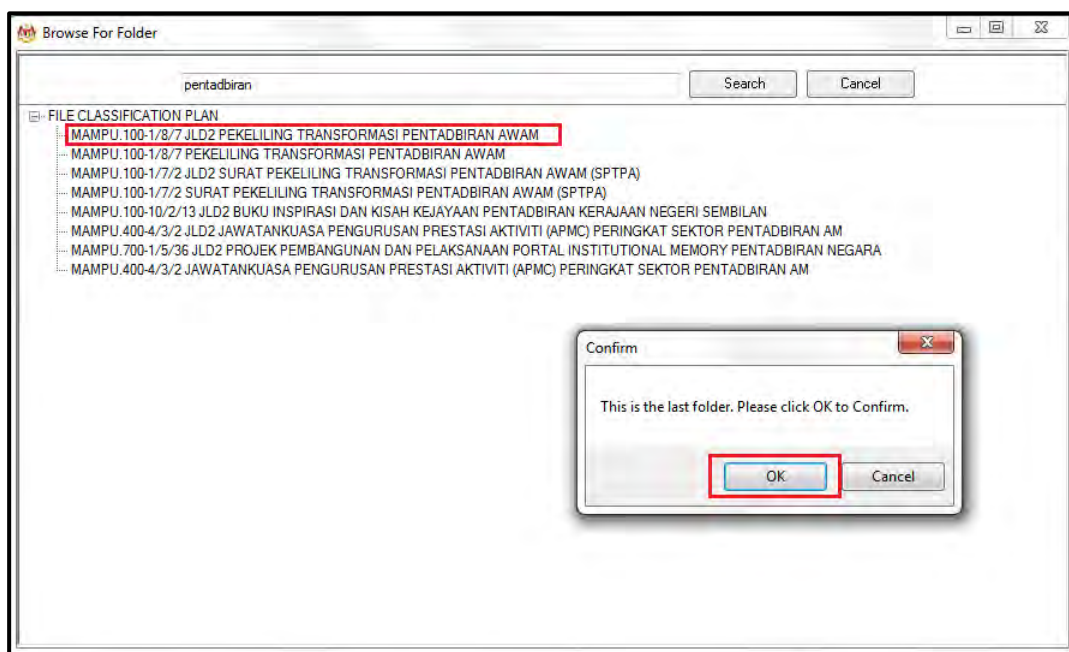 Browse For Folder
pentadbiran
Search
Cancel
FILE CLASSIFICATION PLAN
MAMPU.100-1/8/7 JLD2 PEKELILING TRANSFORMASI PENTADBIRAN AWAM
MAMPU.100-1/8/7 PEKELILING TRANSFORMASI PENTADBIRAN AWAM
MAMPU.100-1/7/2 JLD2 SURAT PEKELILING TRANSFORMASI PENTADBIRAN AWAM (SPTPA)
MAMPU.100-1/7/2 SURAT PEKELILING TRANSFORMASI PENTADBIRAN AWAM (SPTPA)
MAMPU.100-10/2/13 JLD2 BUKU INSPIRASI DAN KISAH KEJAYAAN PENTADBIRAN KERAJAAN NEGERI SEMBILAN
MAMPU.400-4/3/2 JLD2 JAWATANKUASA PENGURUSAN PRESTASI AKTIVITI (APMC) PERINGKAT SEKTOR PENTADBIRAN AM
MAMPU.700-1/5/36 JLD2 PROJEK PEMBANGUNAN DAN PELAKSANAAN PORTAL INSTITUTIONAL MEMORY PENTADBIRAN NEGARA
MAMPU.400-4/3/2 JAWATANKUASA PENGURUSAN PRESTASI AKTIVITI (APMC) PERINGKAT SEKTOR PENTADBIRAN AM
Confirm
This is the last folder. Please click OK to Confirm.
OK
Cancel